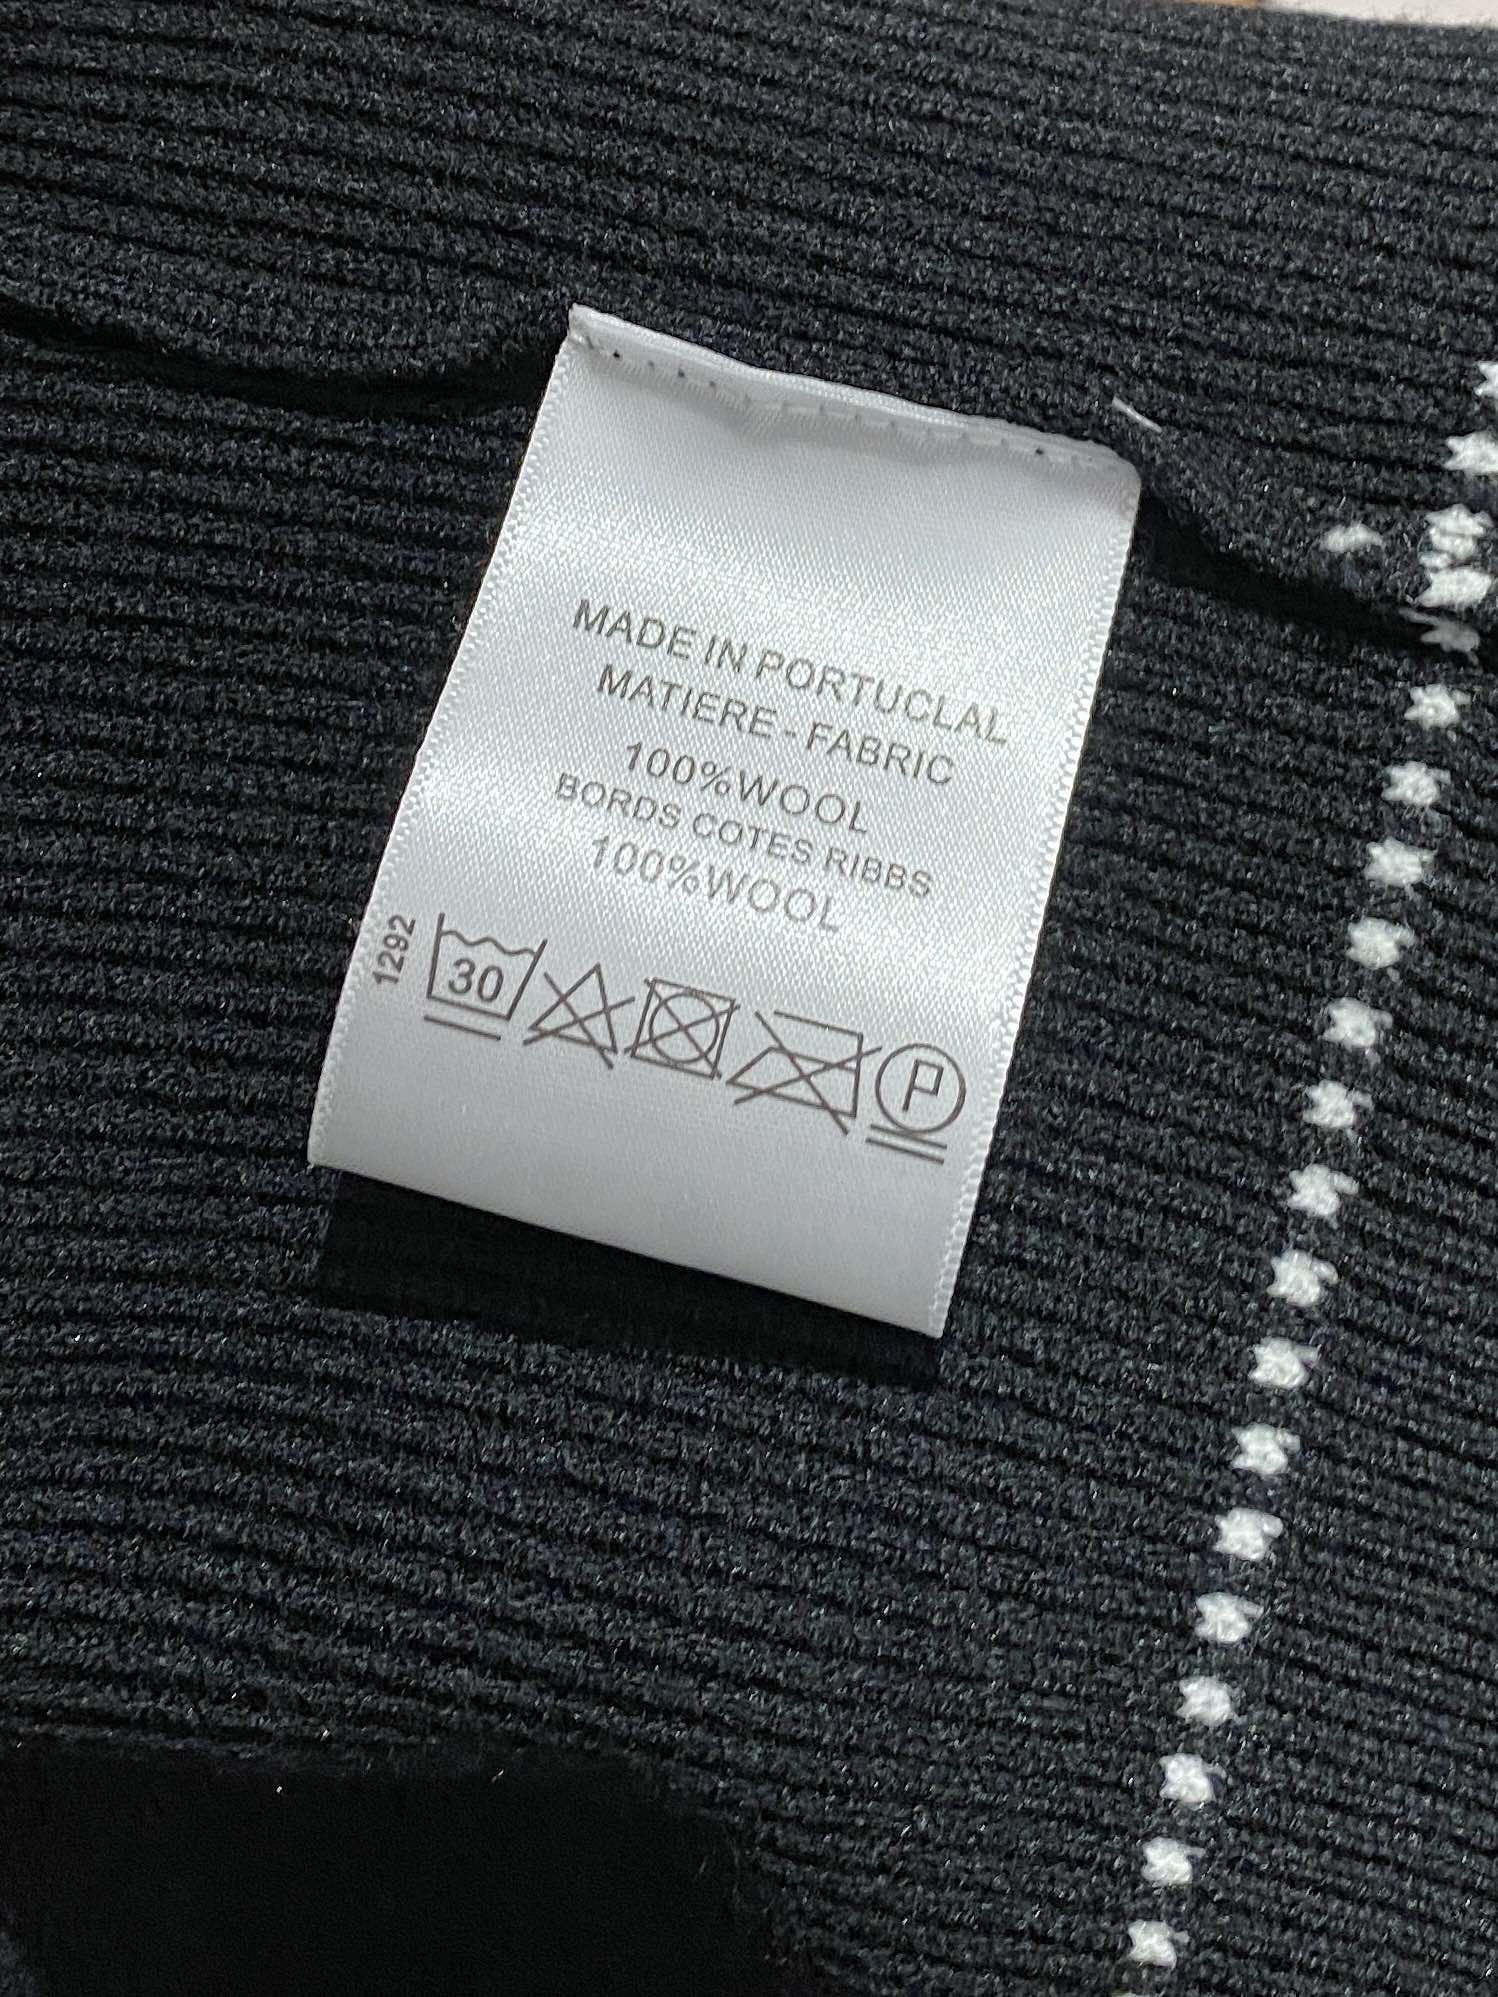 MADE IN PORTUCLAL
MATIERE - FABRIC
100%WOOL
BORDS COTES RIBBS
100%WOOL
1292
30
P